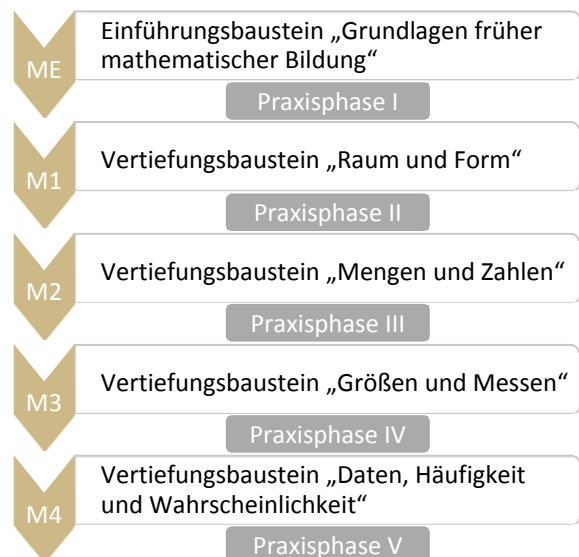 Einführungsbaustein „Grundlagen früher
mathematischer Bildung“
ME
Praxisphase I
Vertiefungsbaustein „Raum und Form“
M1
Praxisphase II
Vertiefungsbaustein „Mengen und Zahlen“
M2
Praxisphase III
Vertiefungsbaustein „Größen und Messen“
M3
Praxisphase IV
Vertiefungsbaustein „Daten, Häufigkeit
und Wahrscheinlichkeit“
M4
Praxisphase V